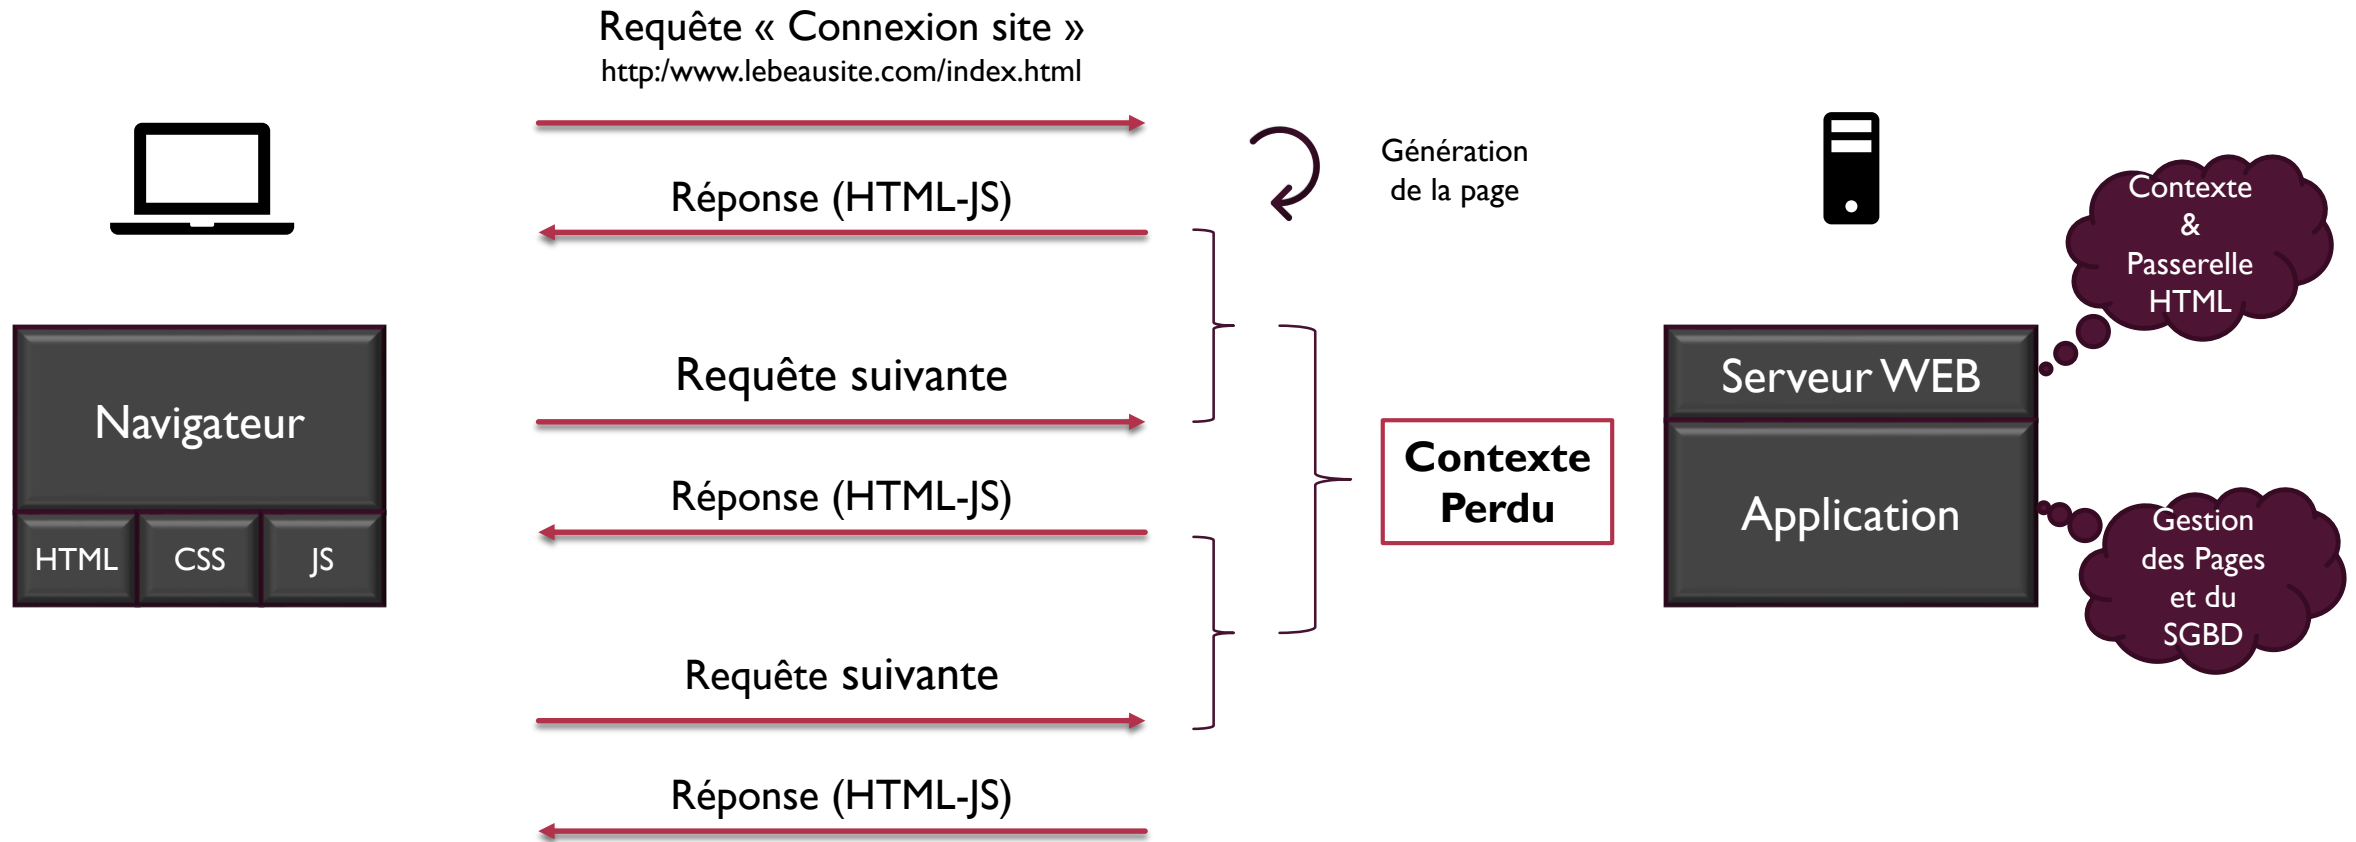 Requête « Connexion site »
http:/www.lebeausite.com/index.html
Réponse (HTML-JS)
Génération
de la page
Requête suivante
Réponse (HTML-JS)
Requête suivante
Réponse (HTML-JS)
Navigateur
HTML
CSS
JS
Contexte
Perdu
Serveur WEB
Application
Contexte
&
Passerelle
HTML
Gestion
des Pages
et du
SGBD